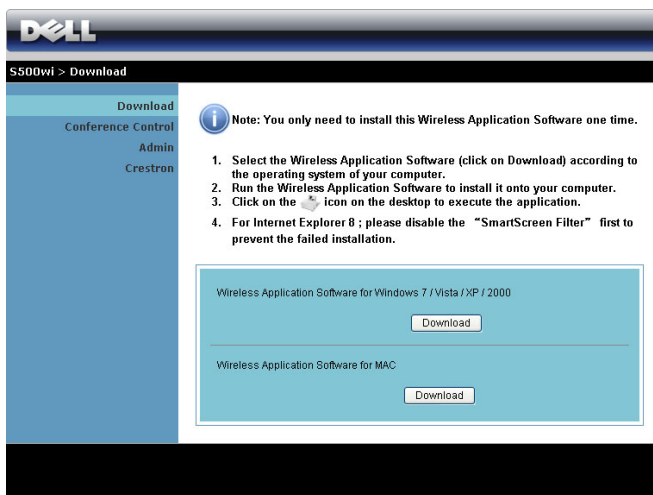 DELL
S500wi > Download
Download
Conference Control
Admin
Crestron
Note: You only need to install this Wireless Application Software one time.
1. Select the Wireless Application Software (click on Download) according to
the operating system of your computer.
2. Run the Wireless Application Software to install it onto your computer.
3. Click on the icon on the desktop to execute the application.
4. For Internet Explorer 8 ; please disable the “SmartScreen Filter” first to
prevent the failed installation.
Wireless Application Software for Windows 7 / Vista / XP / 2000
Download
Wireless Application Software for MAC
Download